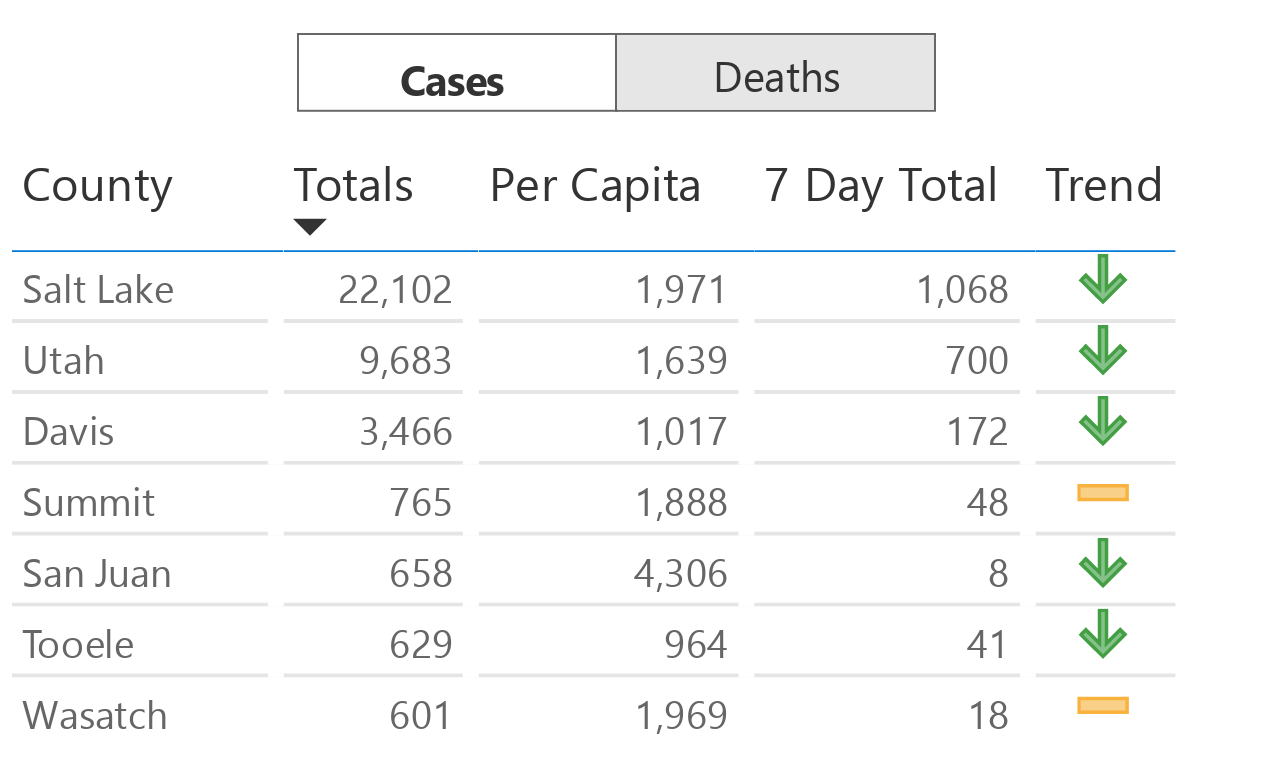 Cases Deaths
County Totals Per Capita 7 Day Total Trend
Salt Lake 22,102 1,971 1,068
Utah 9,683 1,639 700
Davis 3,466 1,017 172
Summit 765 1,888 48
San Juan 658 4,306 8
Tooele 629 964 41
Wasatch 601 1,969 18